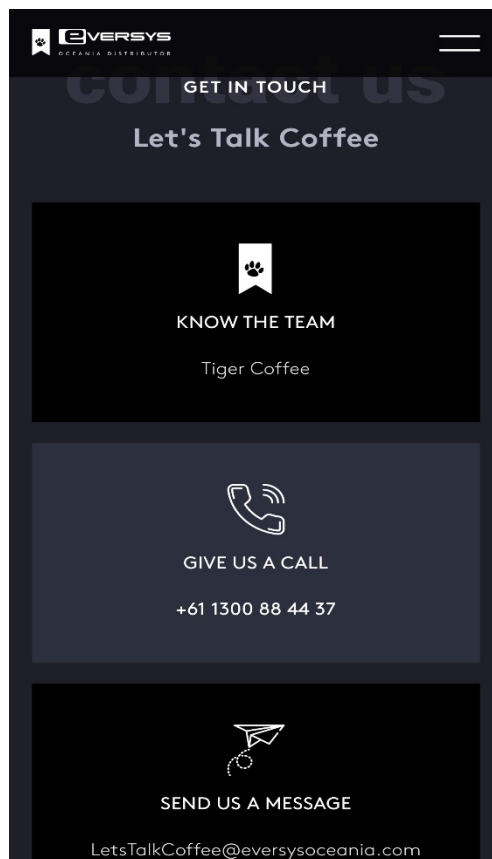 eVERSYS
OCEANIA DISTRIBUTOR
contact us
GET IN TOUCH
Let's Talk Coffee
KNOW THE TEAM
Tiger Coffee
GIVE US A CALL
+61 1300 88 44 37
SEND US A MESSAGE
LetsTalkCoffee@eversysoceania.com